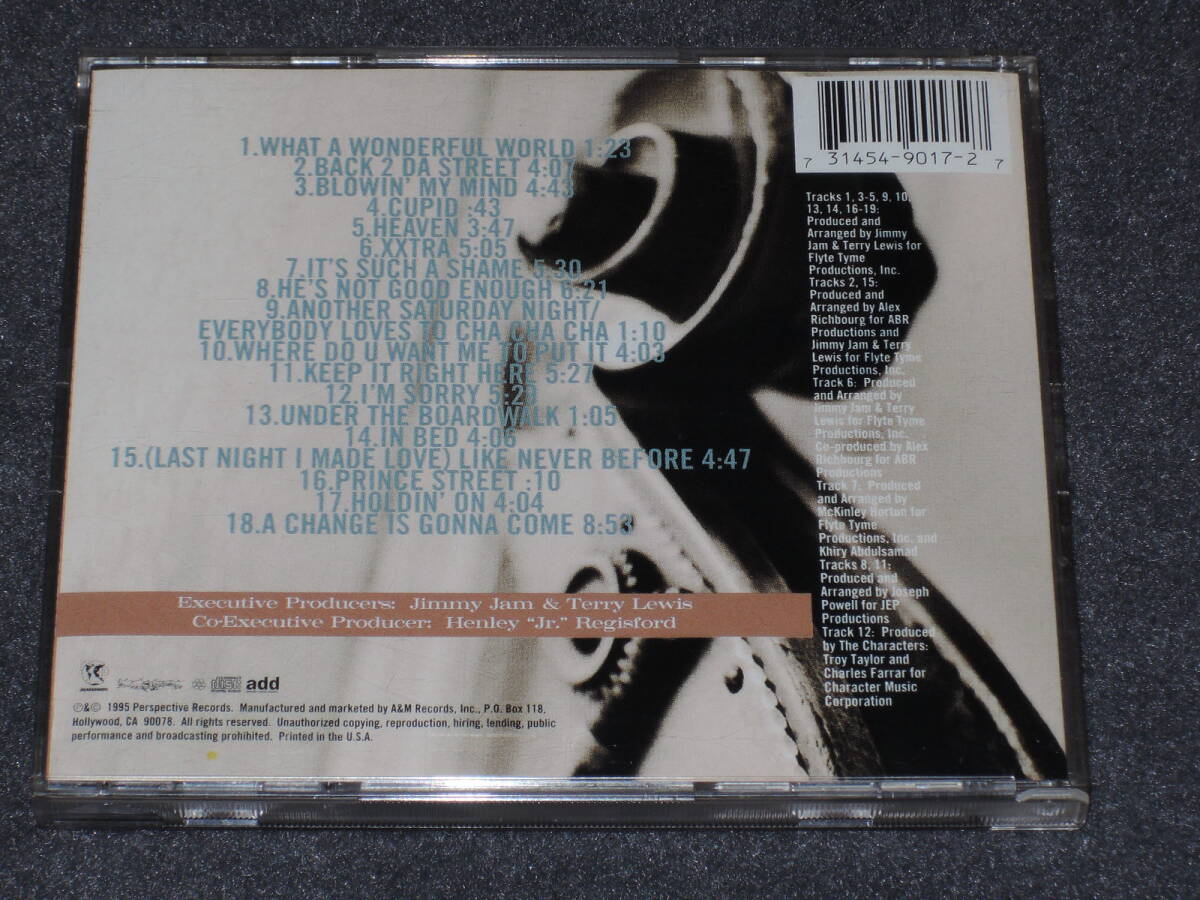 1.WHAT A WONDERFUL WORLD 1:23
2.BACK 2 DA STREET 4:07
3.BLOWIN' MY MIND 4:43
4.CUPID :43
5.HEAVEN 3:47
6.XXTRA 5:05
7.IT'S SUCH A SHAME 5:30
8.HE'S NOT GOOD ENOUGH 6:21
9.ANOTHER SATURDAY NIGHT/
EVERYBODY LOVES TO CHA CHA CHA 1:10
10.WHERE DO U WANT ME TO PUT IT 4:03
11.KEEP IT RIGHT HERE 5:27
12.I'M SORRY
13.UNDER THE BOARDWALK 1:05
14.IN BED 4:06
15.(LAST NIGHT I MADE LOVE) LIKE NEVER BEFORE 4:47
16.PRINCE STREET :10
17.HOLDIN' ON 4:04
18.A CHANGE IS GONNA COME 8:53
Executive Producers: Jimmy Jam & Terry Lewis
Co-Executive Producer: Henley "Jr." Regisford
disc add
℗&© 1995 Perspective Records. Manufactured and marketed by A&M Records, Inc., P.O. Box 118,
Hollywood, CA 90078. All rights reserved. Unauthorized copying, reproduction, hiring, lending, public
performance and broadcasting prohibited. Printed in the U.S.A.
7 31454-9017-2 7
Tracks 1, 3-5, 9, 10,
13, 14, 16-19:
Produced and
Arranged by Jimmy
Jam & Terry Lewis for
Flyte Tyme
Productions, Inc.
Tracks 2, 15:
Produced and
Arranged by Alex
Richbourg for ABR
Productions and
Jimmy Jam & Terry
Lewis for Flyte Tyme
Productions, Inc.
Track 6: Produced
and Arranged by
Jimmy Jam & Terry
Lewis for Flyte Tyme
Productions, Inc.
Co-produced by Alex
Richbourg for ABR
Productions
Track 7: Produced
and Arranged by
McKinley Horton for
Flyte Tyme
Productions, Inc. and
Khiry Abdulsamad
Tracks 8, 11:
Produced and
Arranged by Joseph
Powell for JEP
Productions
Track 12: Produced
by The Characters:
Troy Taylor and
Charles Farrar for
Character Music
Corporation